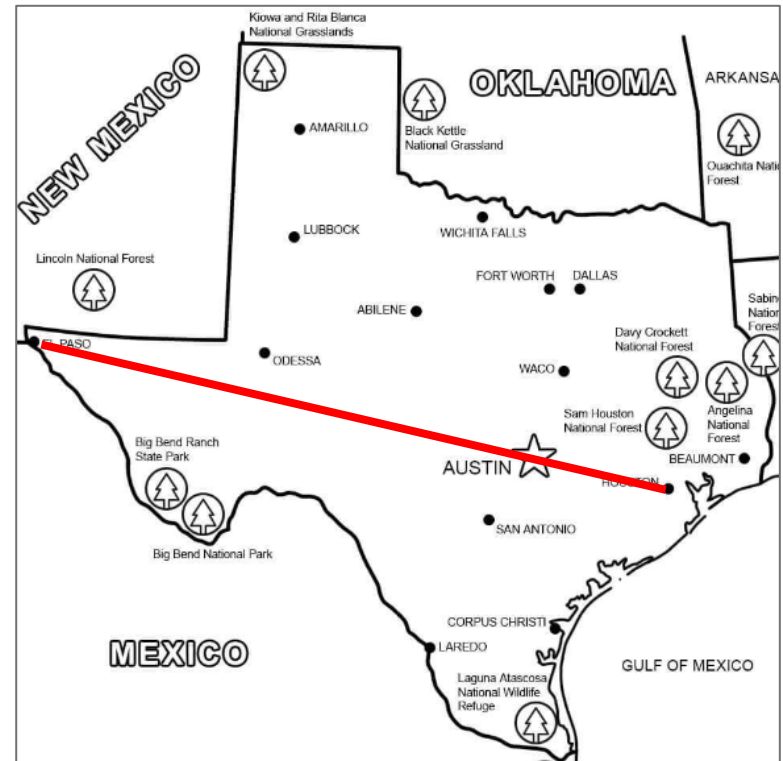 Kiowa and Rita Blanca
National Grasslands
NEW MEXICO
OKLAHOMA
ARKANSA
AMARILLO
Black Kettle
National Grassland
Ouachita Natio
Forest
LUBBOCK
WICHITA FALLS
Lincoln National Forest
FORT WORTH
DALLAS
Sabin
Nation
Forest
ABILENE
Davy Crockett
National Forest
EL PASO
ODESSA
WACO
Sam Houston
National Forest
Angelina
National
Forest
Big Bend Ranch
State Park
AUSTIN
BEAUMONT
HOUSTON
SAN ANTONIO
Big Bend National Park
CORPUS CHRISTI
LAREDO
MEXICO
GULF OF MEXICO
Laguna Atascosa
National Wildlife
Refuge